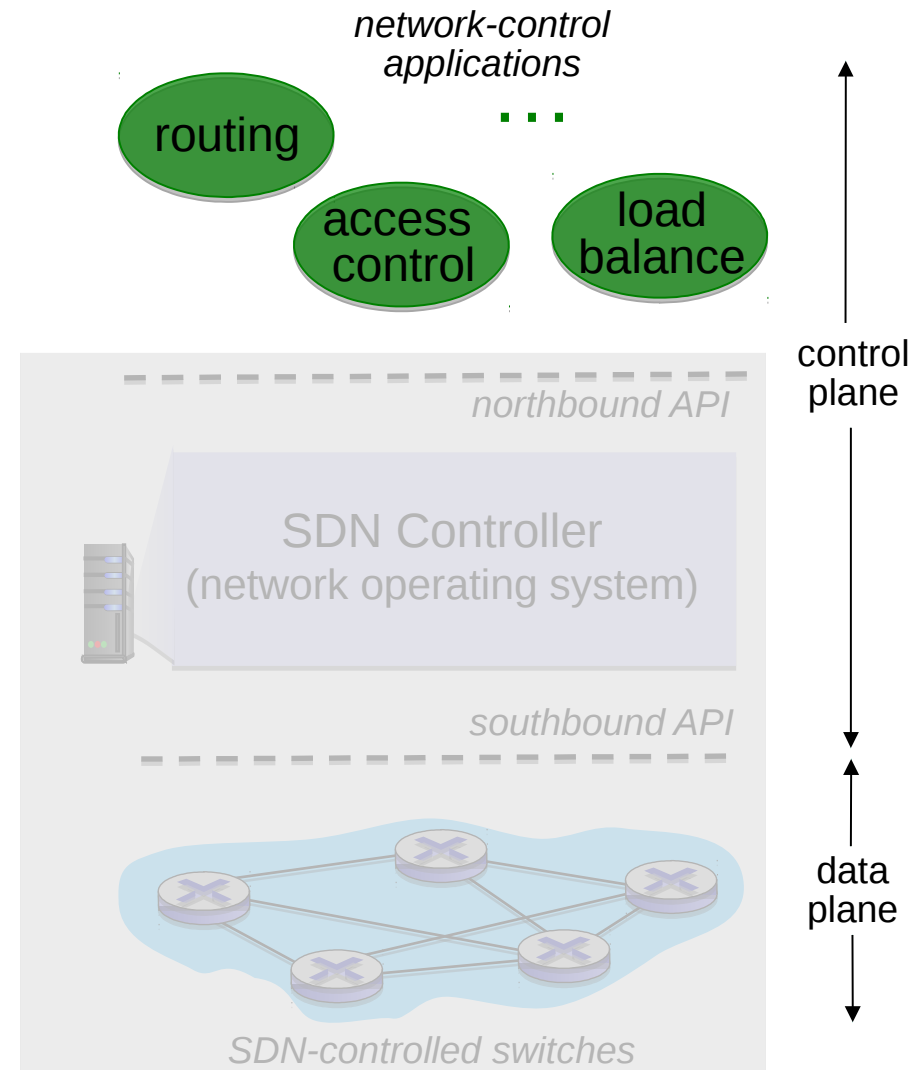 network-control
applications
routing
...
access
control
load
balance
control
plane
northbound API
SDN Controller
(network operating system)
southbound API
data
plane
SDN-controlled switches